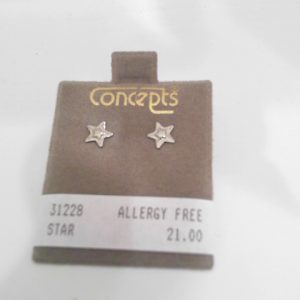 Concepts
31228 ALLERGY FREE
STAR 21.00